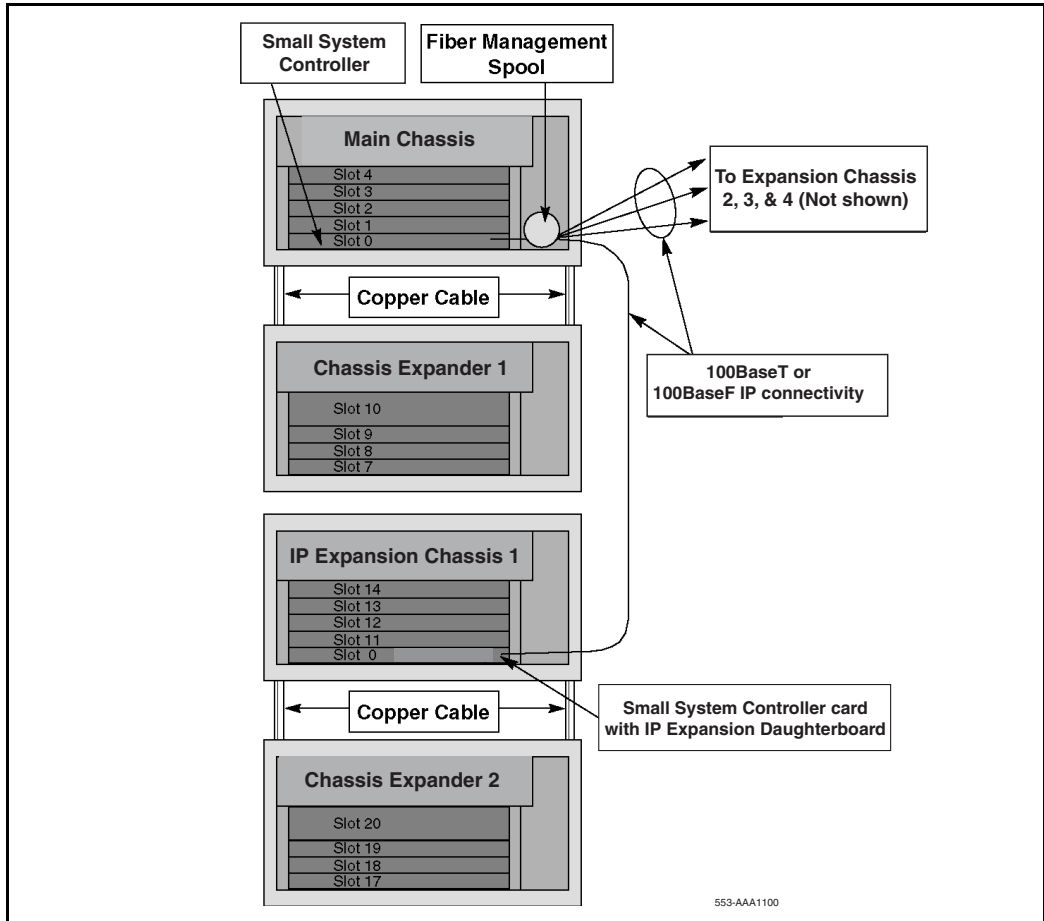 Small System
Controller
Fiber Management
Spool
Main Chassis
Slot 4
Slot 3
Slot 2
Slot 1
Slot 0
To Expansion Chassis
2, 3, & 4 (Not shown)
Copper Cable
Chassis Expander 1
Slot 10
Slot 9
Slot 8
Slot 7
100BaseT or
100BaseF IP connectivity
IP Expansion Chassis 1
Slot 14
Slot 13
Slot 12
Slot 11
Slot 0
Copper Cable
Small System Controller card
with IP Expansion Daughterboard
Chassis Expander 2
Slot 20
Slot 19
Slot 18
Slot 17
553-AAA1100